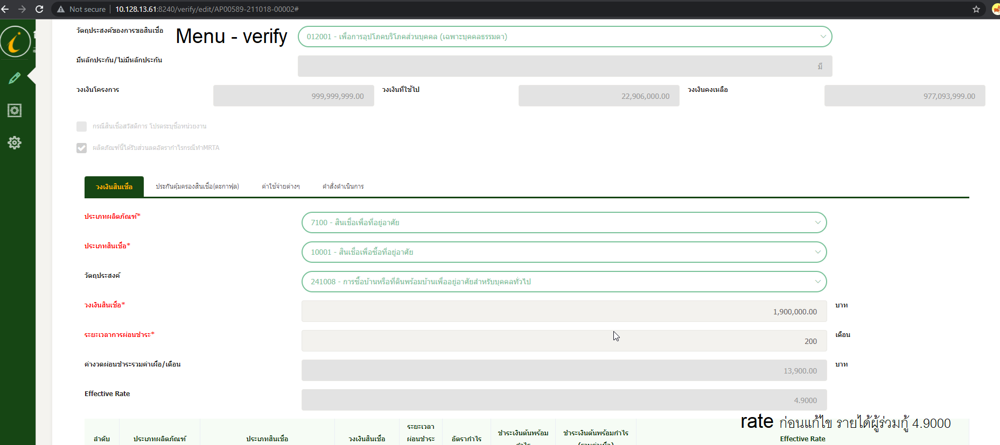 Not secure | 10.128.13.61:8240/verify/edit/AP00589-211018-00002#
วัตถุประสงค์ของการขอสินเชื่อ
Menu - verify
012001 - เพื่อการอุปโภคบริโภคส่วนบุคคล (เฉพาะบุคคลธรรมดา)
มีหลักประกัน/ไม่มีหลักประกัน
มี
วงเงินโครงการ 999,999,999.00 วงเงินที่ใช้ไป 22,906,000.00 วงเงินคงเหลือ 977,093,999.00
กรณีสินเชื่อสวัสดิการ โปรดระบุชื่อหน่วยงาน
ผลิตภัณฑ์นี้ได้รับส่วนลดอัตรากำไรกรณีทำMRTA
วงเงินสินเชื่อ ประกันคุ้มครองสินเชื่อ(ตะกาฟุล) ค่าใช้จ่ายต่างๆ คำสั่งดำเนินการ
ประเภทผลิตภัณฑ์*
7100 - สินเชื่อเพื่อที่อยู่อาศัย
ประเภทสินเชื่อ*
10001 - สินเชื่อเพื่อซื้อที่อยู่อาศัย
วัตถุประสงค์
241008 - การซื้อบ้านหรือที่ดินพร้อมบ้านเพื่ออยู่อาศัยสำหรับบุคคลทั่วไป
วงเงินสินเชื่อ*
1,900,000.00
บาท
ระยะเวลาการผ่อนชำระ*
200
เดือน
ค่างวดผ่อนชำระรวมค่าเผื่อ/เดือน
13,900.00
บาท
Effective Rate
4.9000
rate ก่อนแก้ไข รายได้ผู้ร่วมกู้ 4.9000
ลำดับ ประเภทผลิตภัณฑ์ ประเภทสินเชื่อ วงเงินสินเชื่อ ระยะเวลา ผ่อนชำระ อัตรากำไร ชำระเงินต้นพร้อม กำไร ชำระเงินต้นพร้อมกำไร (รวมค่าเผื่อ) Effective Rate